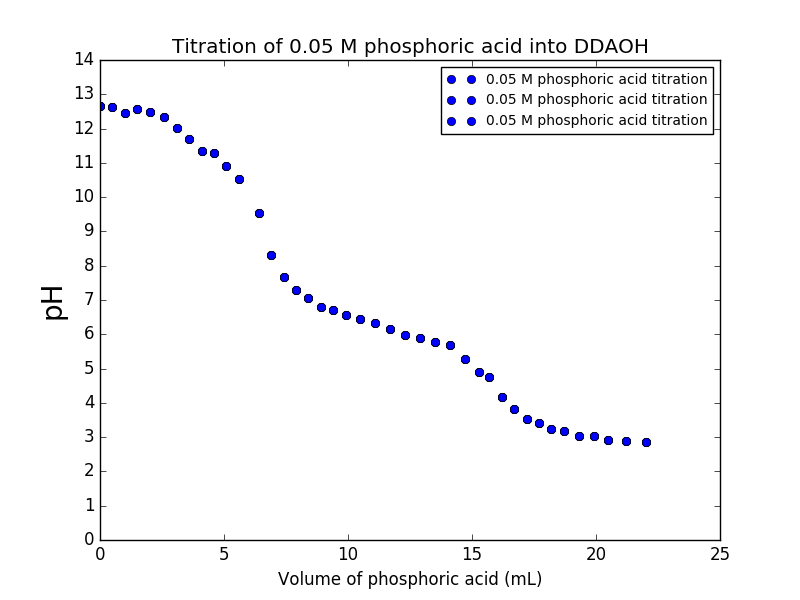 Titration of 0.05 M phosphoric acid into DDAOH
0.05 M phosphoric acid titration
0.05 M phosphoric acid titration
0.05 M phosphoric acid titration
pH
14
13
12
11
10
9
8
7
6
5
4
3
2
1
0
0 5 10 15 20 25
Volume of phosphoric acid (mL)